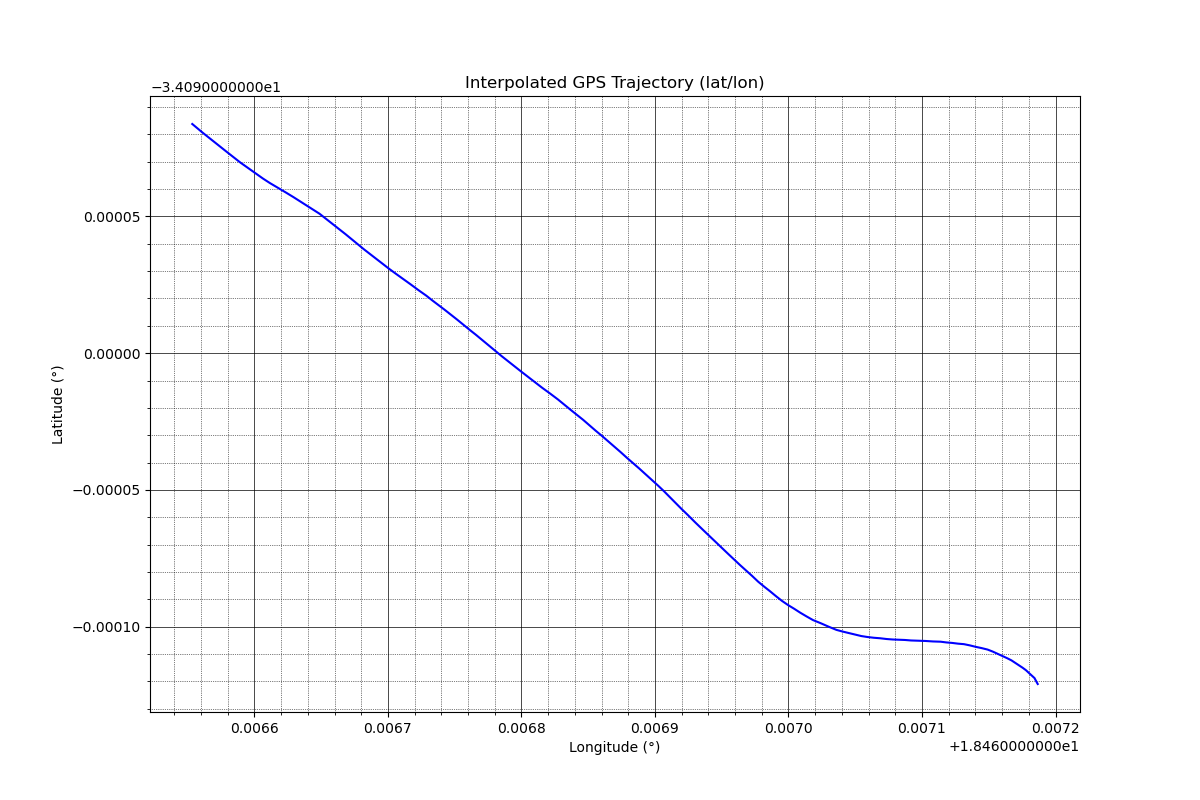 Interpolated GPS Trajectory (lat/lon)
−3.4090000000e1
0.00005
0.00000
−0.00005
−0.00010
Latitude (°)
0.0066
0.0067
0.0068
0.0069
0.0070
0.0071
0.0072
Longitude (°)
+1.8460000000e1